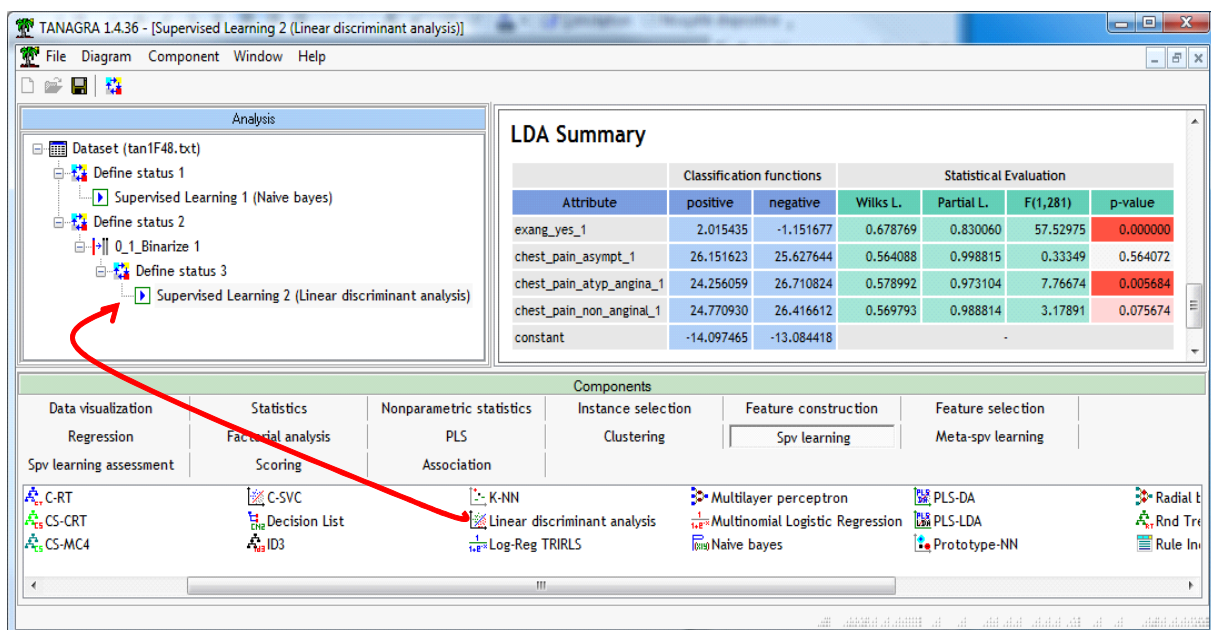 TANAGRA 1.4.36 - [Supervised Learning 2 (Linear discriminant analysis)]
File Diagram Component Window Help
Analysis
Dataset (tan1F48.txt)
Define status 1
Supervised Learning 1 (Naive bayes)
Define status 2
0_1_Binarize 1
Define status 3
Supervised Learning 2 (Linear discriminant analysis)
LDA Summary
Classification functions Statistical Evaluation
Attribute positive negative Wilks L. Partial L. F(1,281) p-value
exang_yes_1 2.015435 -1.151677 0.678769 0.830060 57.52975 0.000000
chest_pain_asympt_1 26.151623 25.627644 0.564088 0.998815 0.33349 0.564072
chest_pain_atyp_angina_1 24.256059 26.710824 0.578992 0.973104 7.76674 0.005684
chest_pain_non_anginal_1 24.770930 26.416612 0.569793 0.988814 3.17891 0.075674
constant -14.097465 -13.084418 -
Components
Data visualization Statistics Nonparametric statistics Instance selection Feature construction Feature selection
Regression Factorial analysis PLS Clustering Spv learning Meta-spv learning
Spv learning assessment Scoring Association
C-RT C-SVC K-NN Multilayer perceptron PLS-DA Radial
CS-CRT Decision List Linear discriminant analysis Multinomial Logistic Regression PLS-LDA Rnd Tre
CS-MC4 ID3 Log-Reg TRIRLS Naive bayes Prototype-NN Rule In